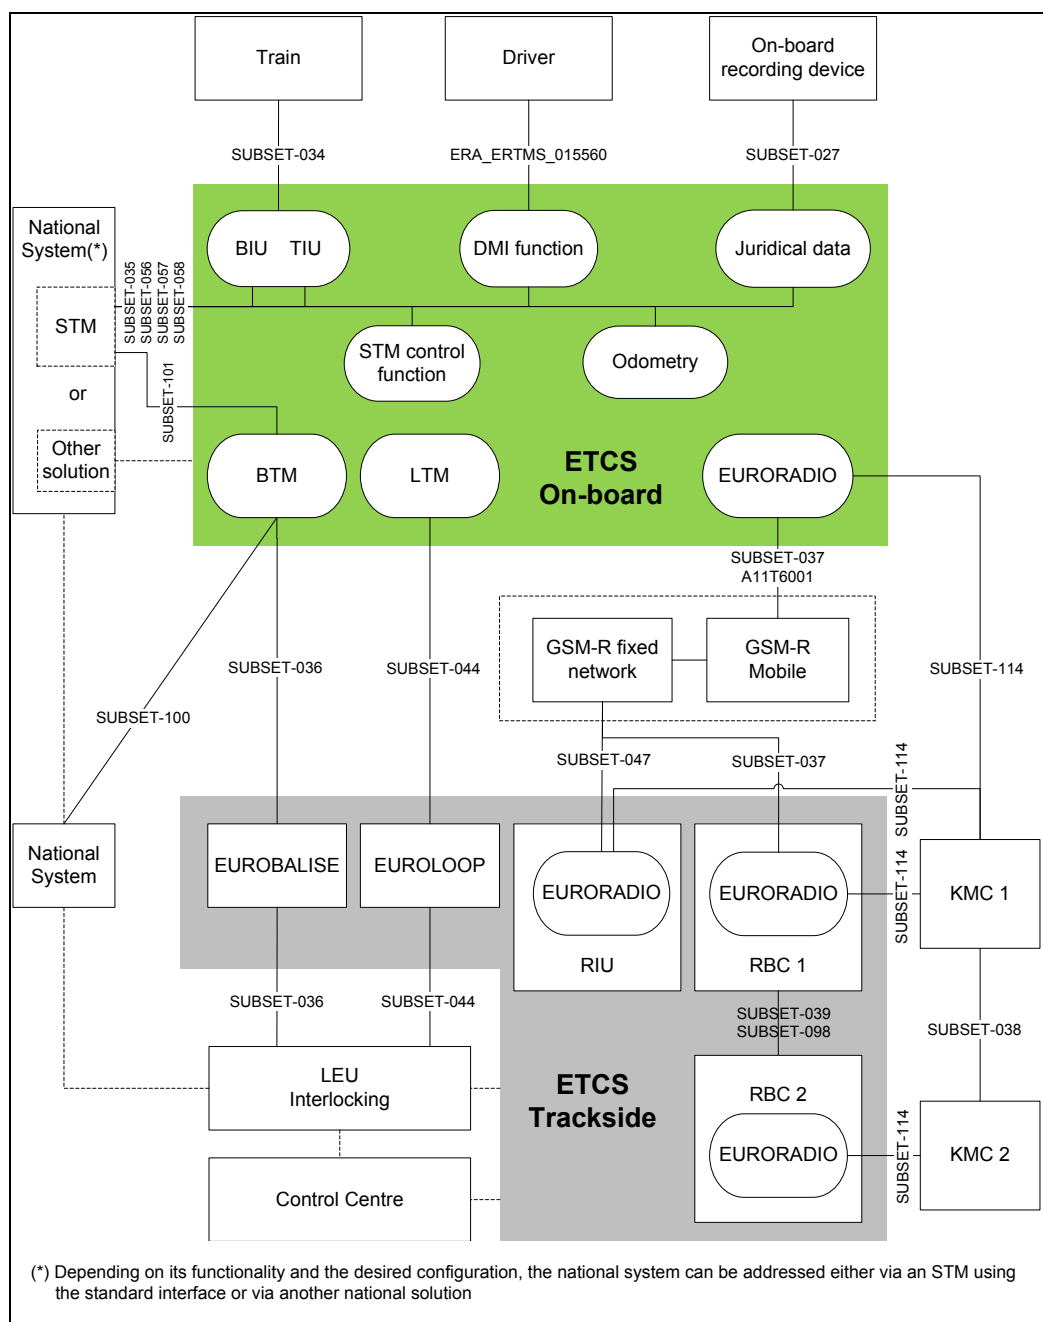 Train
Driver
On-board
recording device
SUBSET-034
ERA_ERTMS_015560
SUBSET-027
National
System(*)
STM
or
Other
solution
SUBSET-035
SUBSET-056
SUBSET-057
SUBSET-058
SUBSET-101
BIU TIU
DMI function
Juridical data
STM control
function
Odometry
BTM
LTM
ETCS
On-board
EURORADIO
SUBSET-037
A11T6001
GSM-R fixed
network
GSM-R
Mobile
SUBSET-036
SUBSET-044
SUBSET-114
SUBSET-100
SUBSET-047
SUBSET-037
SUBSET-114
National
System
EUROBALISE
EUROLOOP
EURORADIO
RIU
EURORADIO
RBC 1
SUBSET-114
KMC 1
SUBSET-036
SUBSET-044
SUBSET-039
SUBSET-098
SUBSET-038
LEU
Interlocking
ETCS
Trackside
RBC 2
EURORADIO
SUBSET-114
KMC 2
Control Centre
(*) Depending on its functionality and the desired configuration, the national system can be addressed either via an STM using
the standard interface or via another national solution